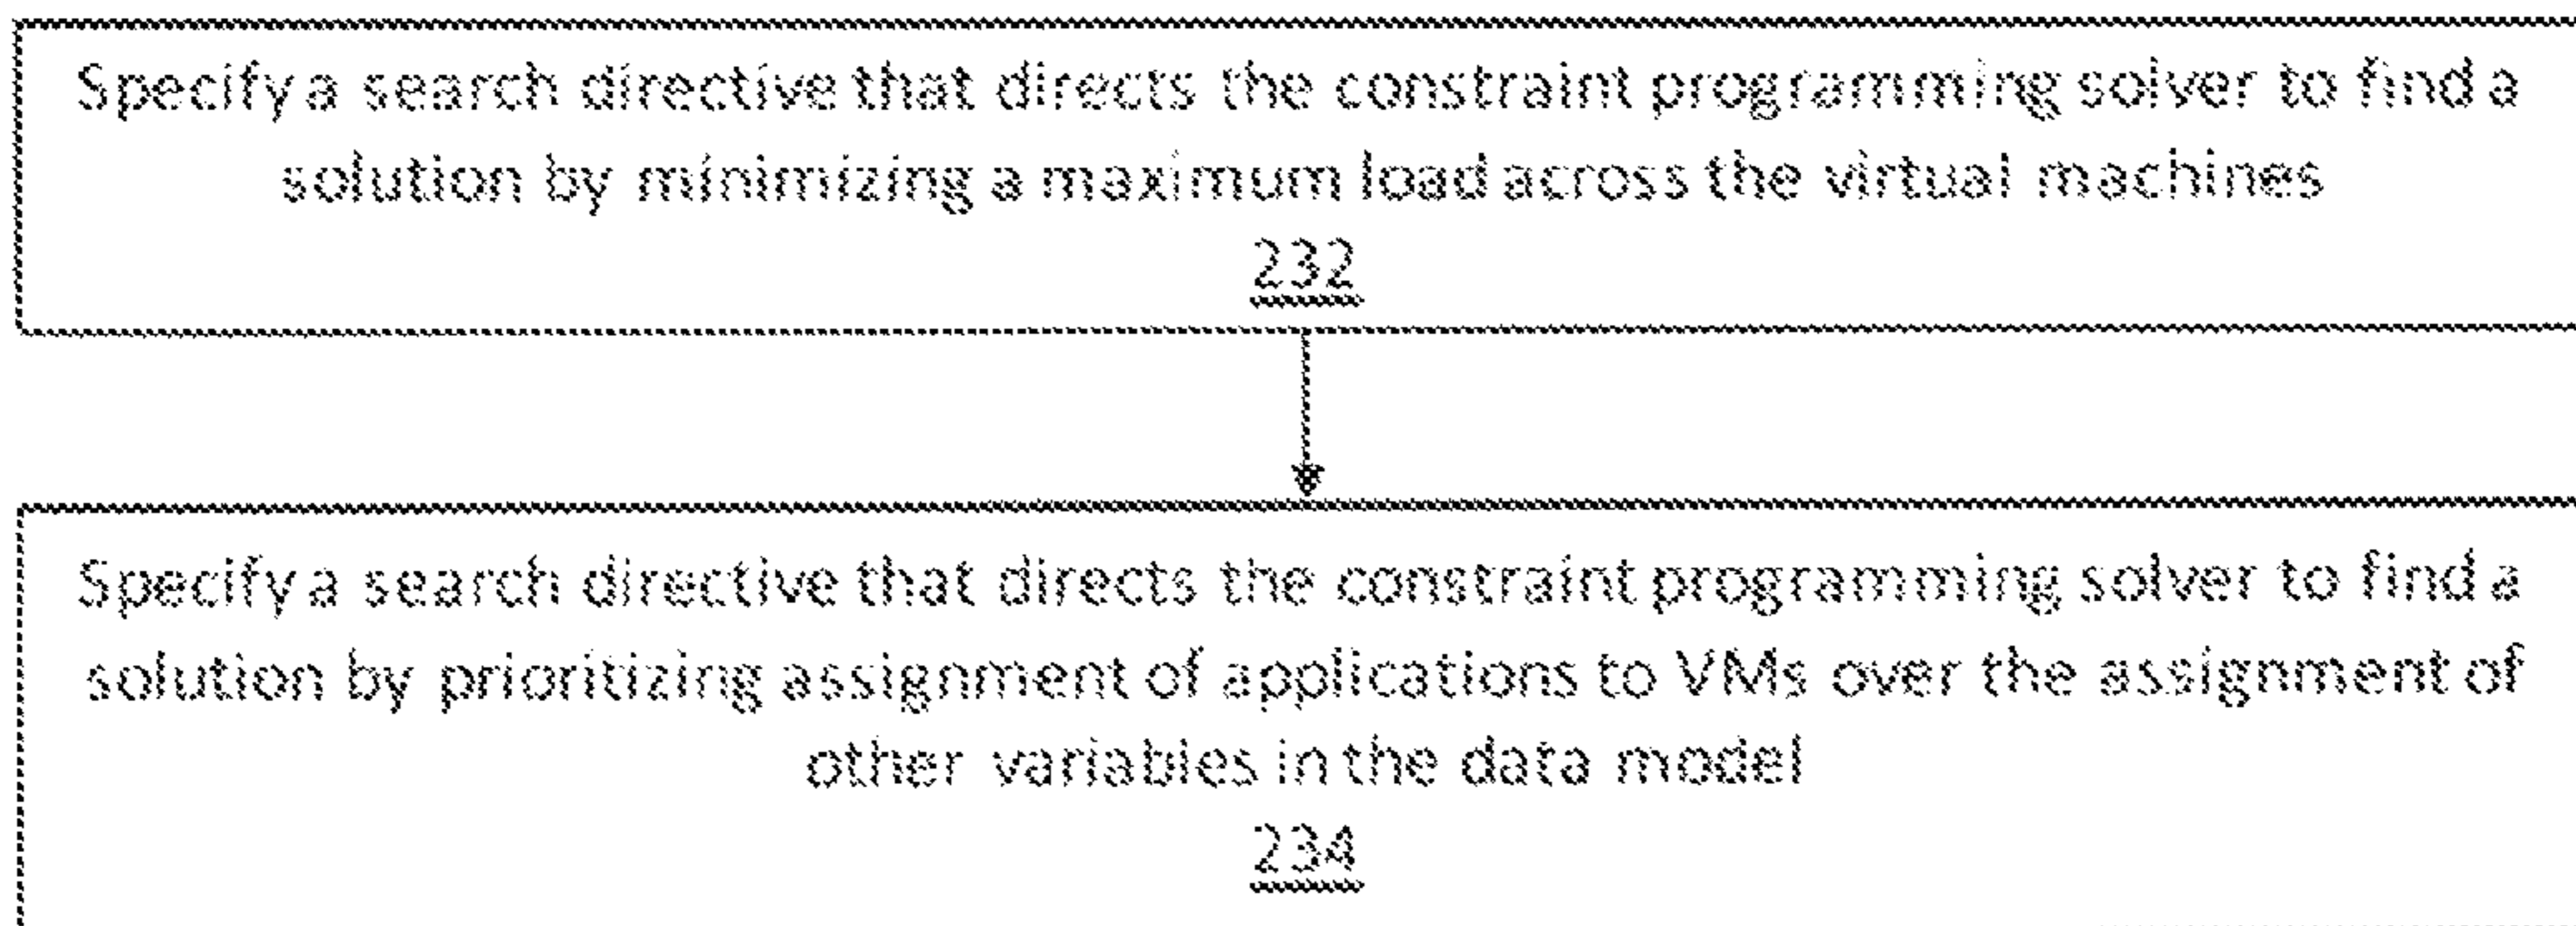 Specify a search directive that directs the constraint programming solver to find a
solution by minimizing a maximum load across the virtual machines
232
Specify a search directive that directs the constraint programming solver to find a
solution by prioritizing assignment of applications to VMs over the assignment of
other variables in the data model
234